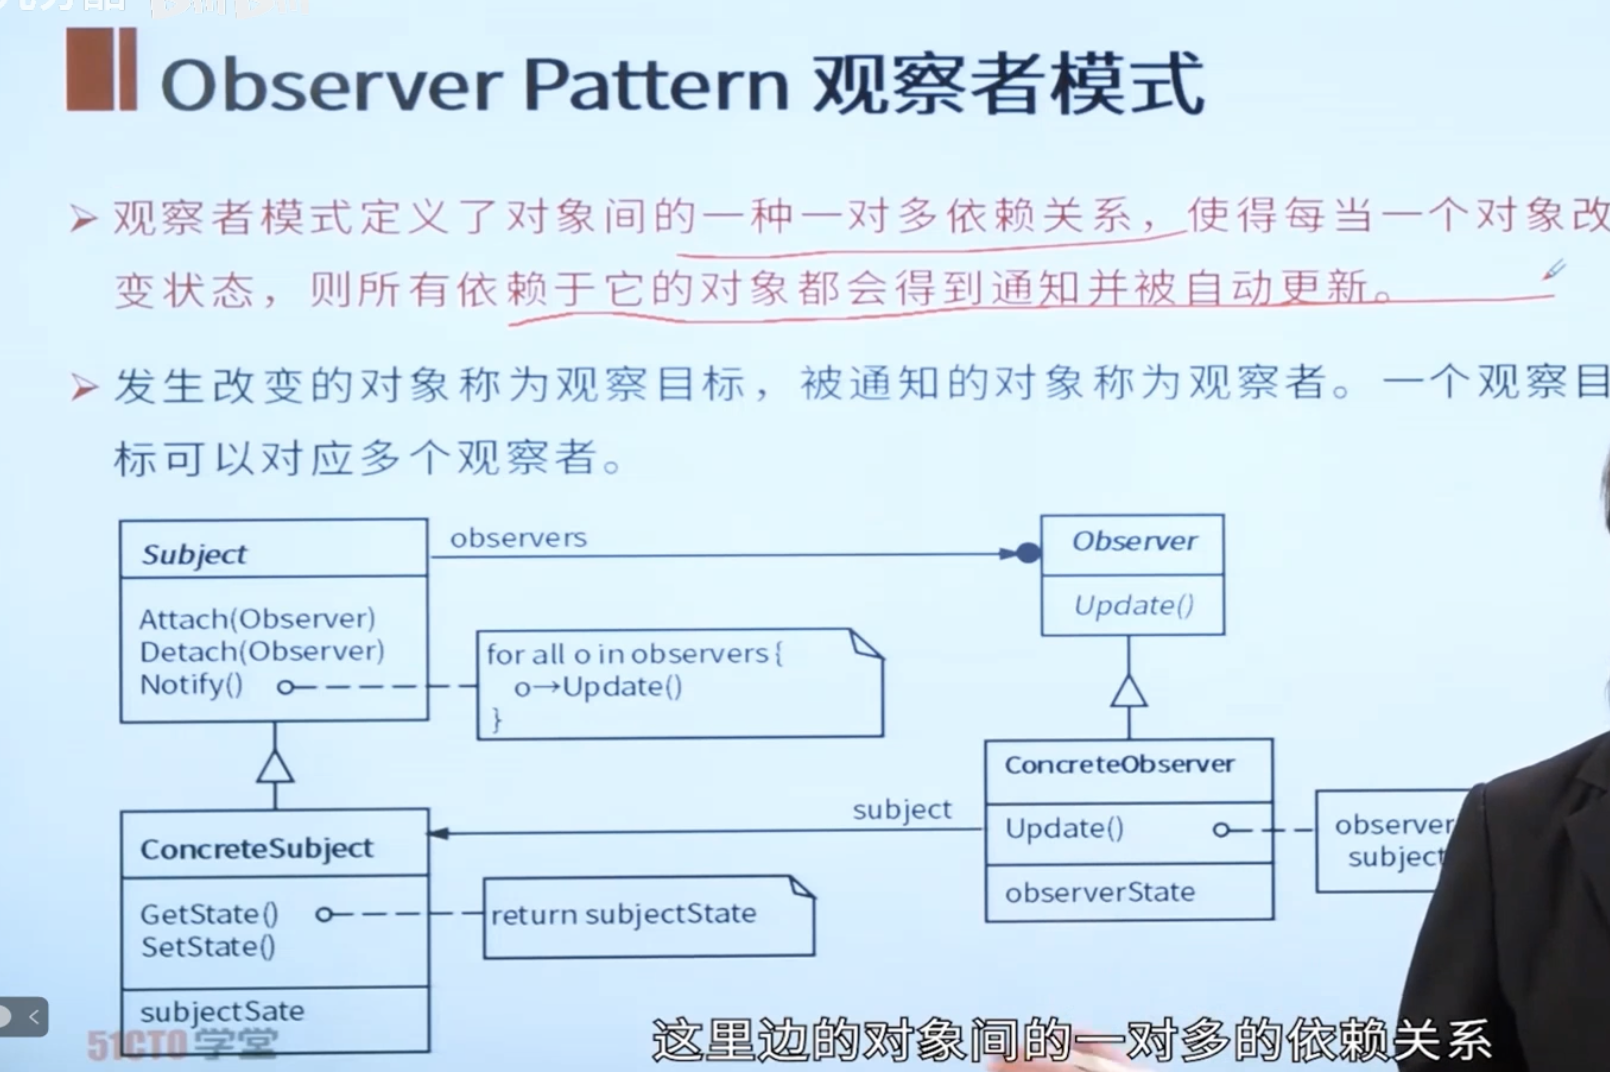 Observer Pattern 观察者模式
观察者模式定义了对象间的一种一对多依赖关系，使得每当一个对象改
变状态，则所有依赖于它的对象都会得到通知并被自动更新。
发生改变的对象称为观察目标，被通知的对象称为观察者。一个观察目
标可以对应多个观察者。
Subject
Attach(Observer)
Detach(Observer)
Notify()
observers
Observer
Update()
for all o in observers {
o→Update()
}
ConcreteSubject
GetState()
SetState()
subjectSate
return subjectState
subject
ConcreteObserver
Update()
observerState
observer
subject
51CTO学堂
这里边的对象间的一对多的依赖关系